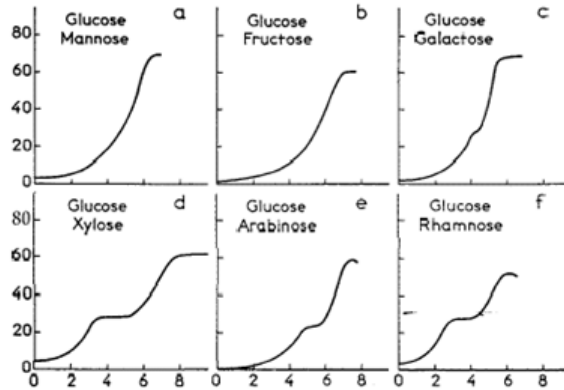 Glucose a
Mannose
Glucose b
Fructose
Glucose c
Galactose
80
60
40
20
0
Glucose d
Xylose
Glucose e
Arabinose
Glucose f
Rhamnose
80
60
40
20
0
0 2 4 6 8
0 2 4 6 8
0 2 4 6 8